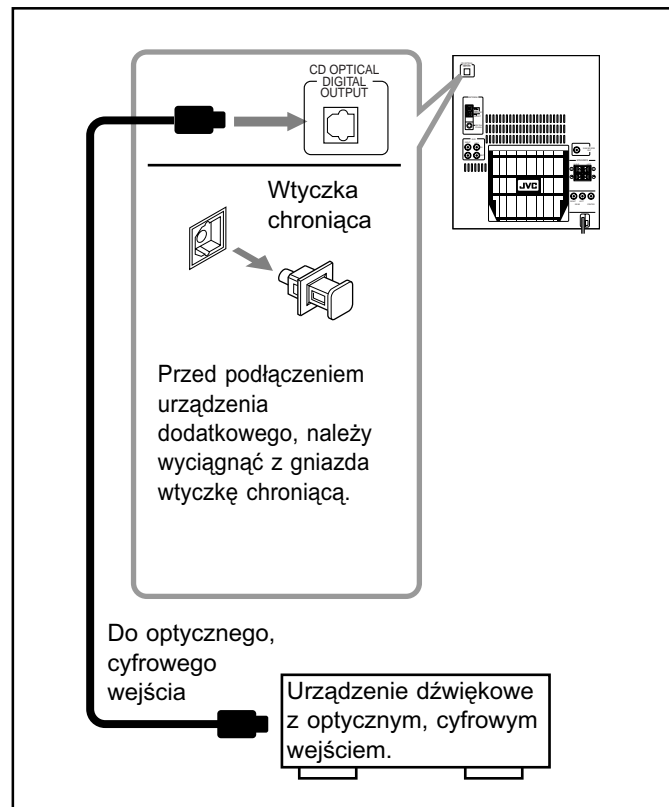 CD OPTICAL
DIGITAL
OUTPUT
JVC
Wtyczka
chroniąca
Przed podłączeniem
urządzenia
dodatkowego, należy
wyciągnąć z gniazda
wtyczkę chroniącą.
Do optycznego,
cyfrowego
wejścia
Urządzenie dźwiękowe
z optycznym, cyfrowym
wejściem.